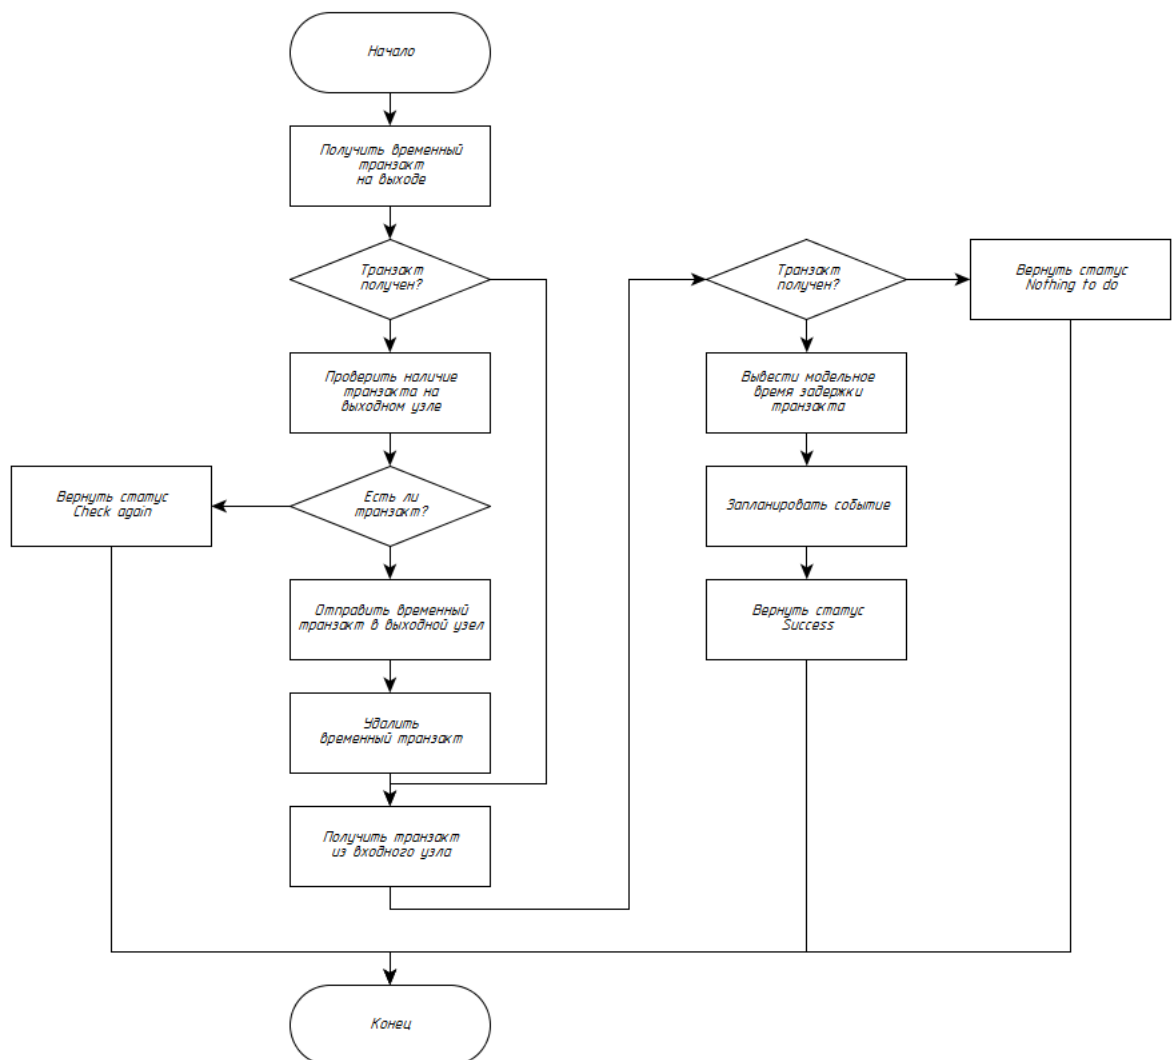 Начало
Получить временный
транзакт
на выходе
Транзакт
получен?
Проверить наличие
транзакта на
выходном узле
Есть ли
транзакт?
Вернуть статус
Check again
Отправить временный
транзакт в выходной узел
Удалить
временный транзакт
Получить транзакт
из входного узла
Транзакт
получен?
Вернуть статус
Nothing to do
Вывести модельное
время задержки
транзакта
Запланировать событие
Вернуть статус
Success
Конец